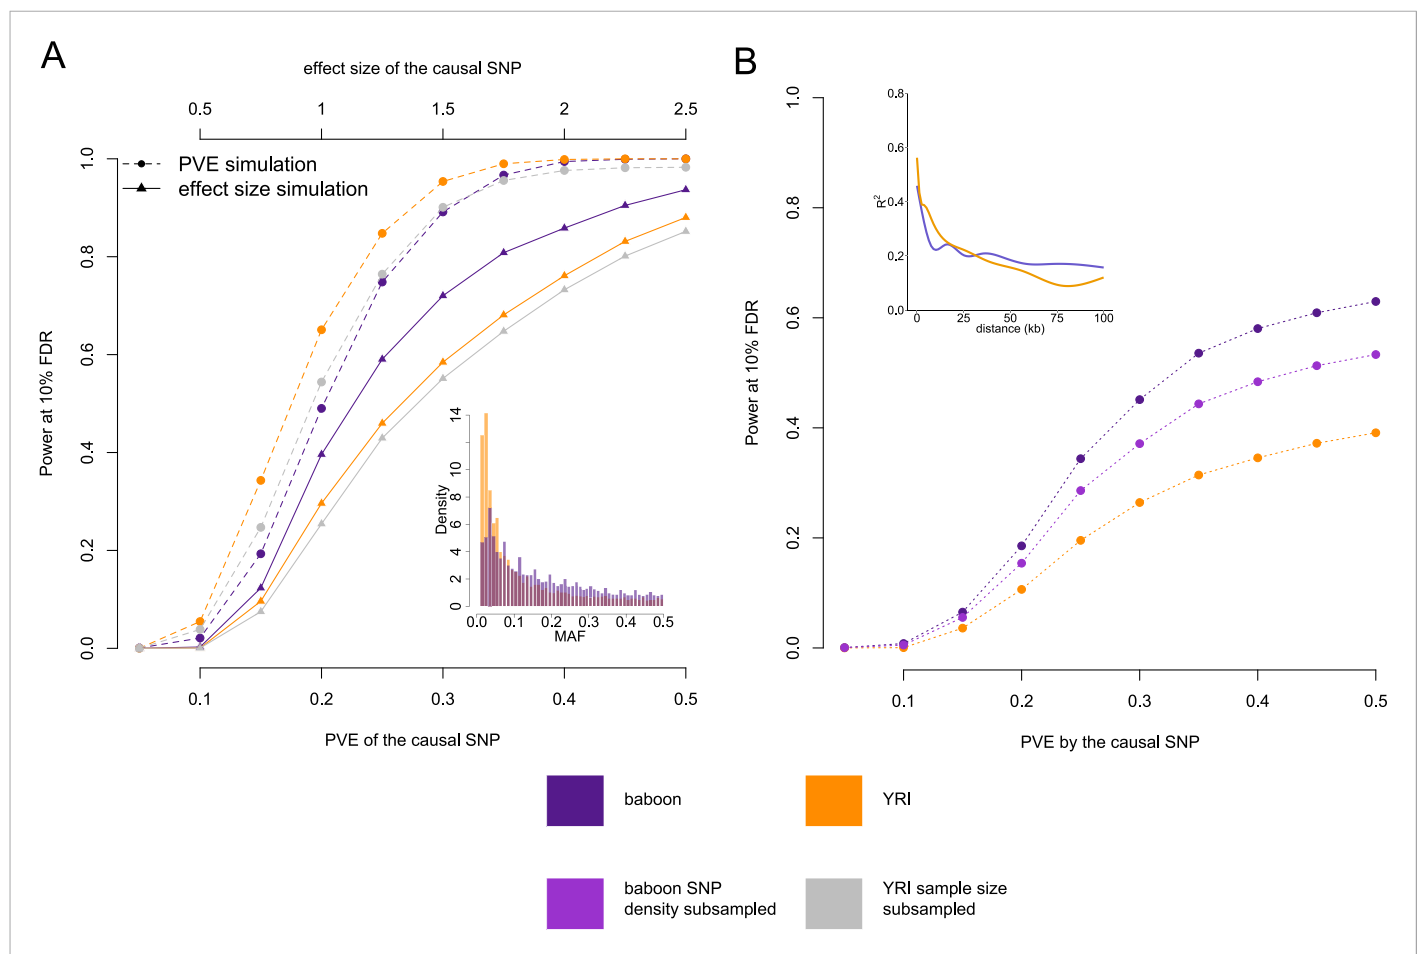 A
effect size of the causal SNP
0.5 1 1.5 2 2.5
PVE simulation
effect size simulation
Power at 10% FDR
0.0 0.2 0.4 0.6 0.8 1.0
Density
0 2 4 6 8 10 14
0.0 0.1 0.2 0.3 0.4 0.5
MAF
0.1 0.2 0.3 0.4 0.5
PVE of the causal SNP
B
Power at 10% FDR
0.0 0.2 0.4 0.6 0.8 1.0
R2
0.0 0.2 0.4 0.6 0.8
0 25 50 75 100
distance (kb)
0.1 0.2 0.3 0.4 0.5
PVE by the causal SNP
baboon
YRI
baboon SNP
density subsampled
YRI sample size
subsampled